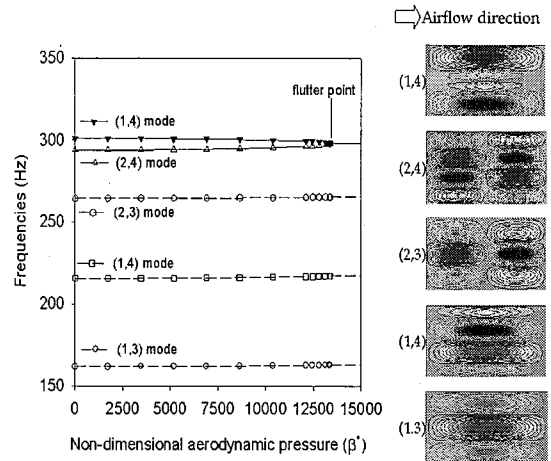 Airflow direction
350
300
250
200
150
Frequencies (Hz)
flutter point
(1,4) mode
(2,4) mode
(2,3) mode
(1,4) mode
(1,3) mode
0 2500 5000 7500 10000 12500 15000
Non-dimensional aerodynamic pressure (β*)
(1,4)
(2,4)
(2,3)
(1,4)
(1,3)